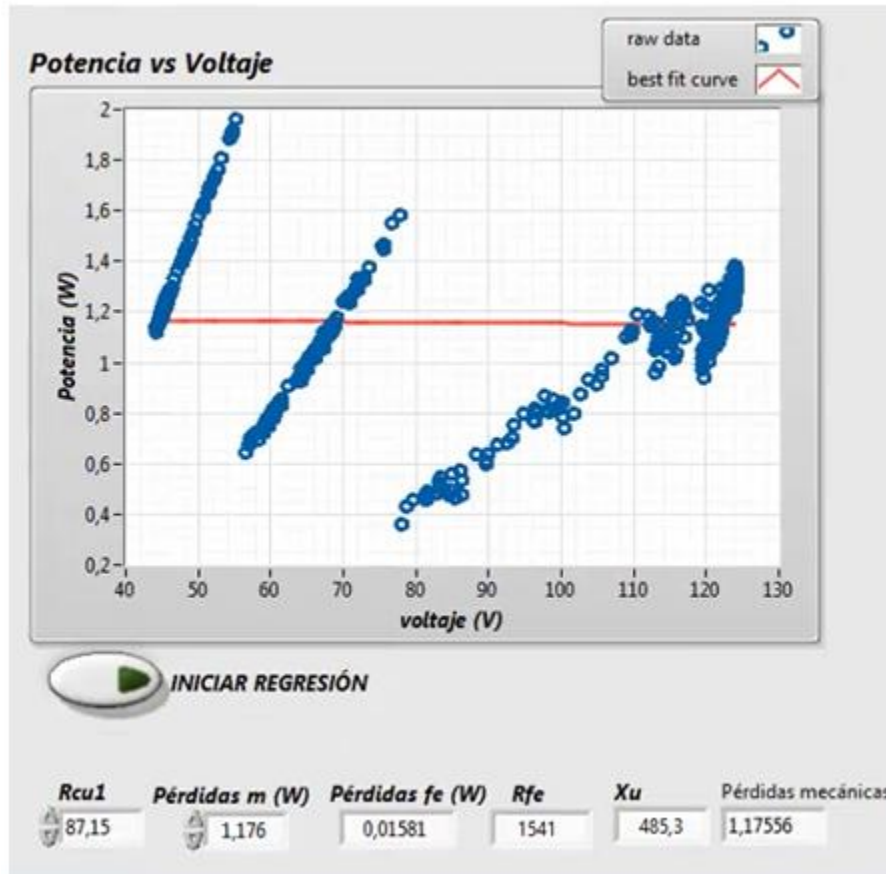 Potencia vs Voltaje
raw data
best fit curve
Potencia (W)
2
1,8
1,6
1,4
1,2
1
0,8
0,6
0,4
0,2
40 50 60 70 80 90 100 110 120 130
voltaje (V)
INICIAR REGRESIÓN
Rcu1 Pérdidas m (W) Pérdidas fe (W) Rfe Xu Pérdidas mecánicas
87,15 1,176 0,01581 1541 485,3 1,17556